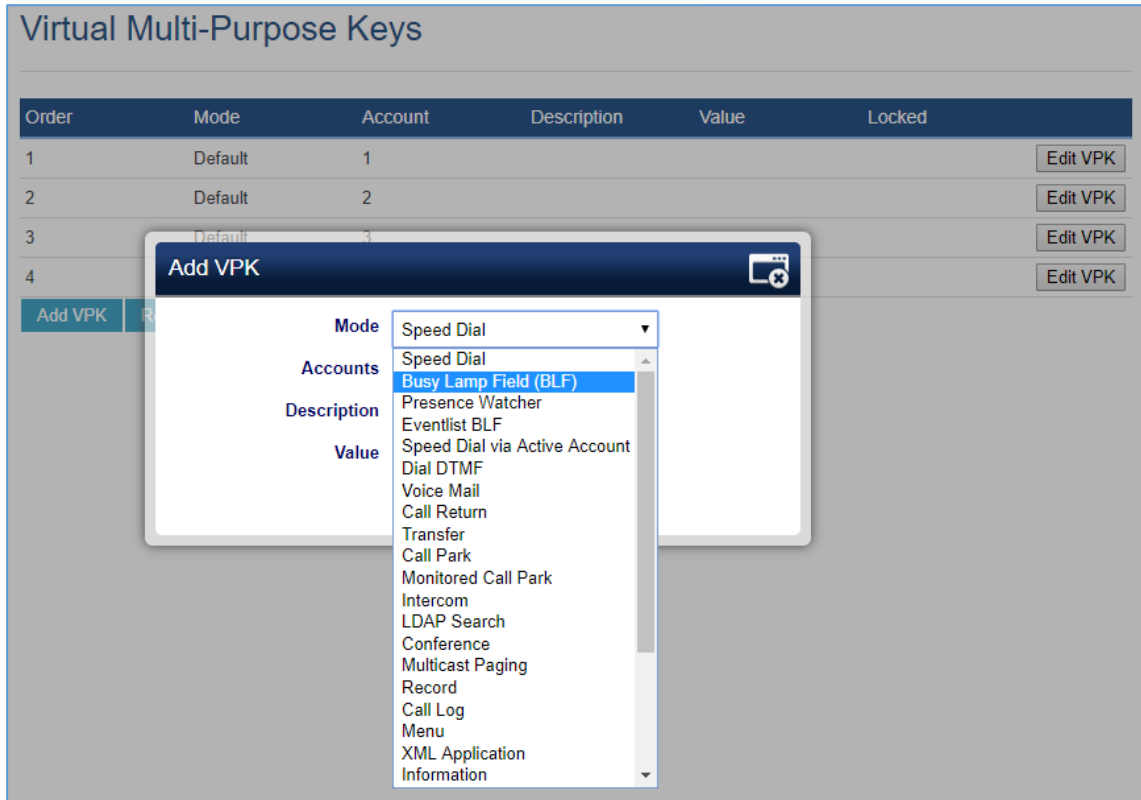 Virtual Multi-Purpose Keys
Order Mode Account Description Value Locked
1 Default 1 Edit VPK
2 Default 2 Edit VPK
3 Default 3 Edit VPK
4 Edit VPK
Add VPK
Add VPK
Mode Speed Dial
Accounts
Description
Value
Speed Dial
Busy Lamp Field (BLF)
Presence Watcher
Eventlist BLF
Speed Dial via Active Account
Dial DTMF
Voice Mail
Call Return
Transfer
Call Park
Monitored Call Park
Intercom
LDAP Search
Conference
Multicast Paging
Record
Call Log
Menu
XML Application
Information